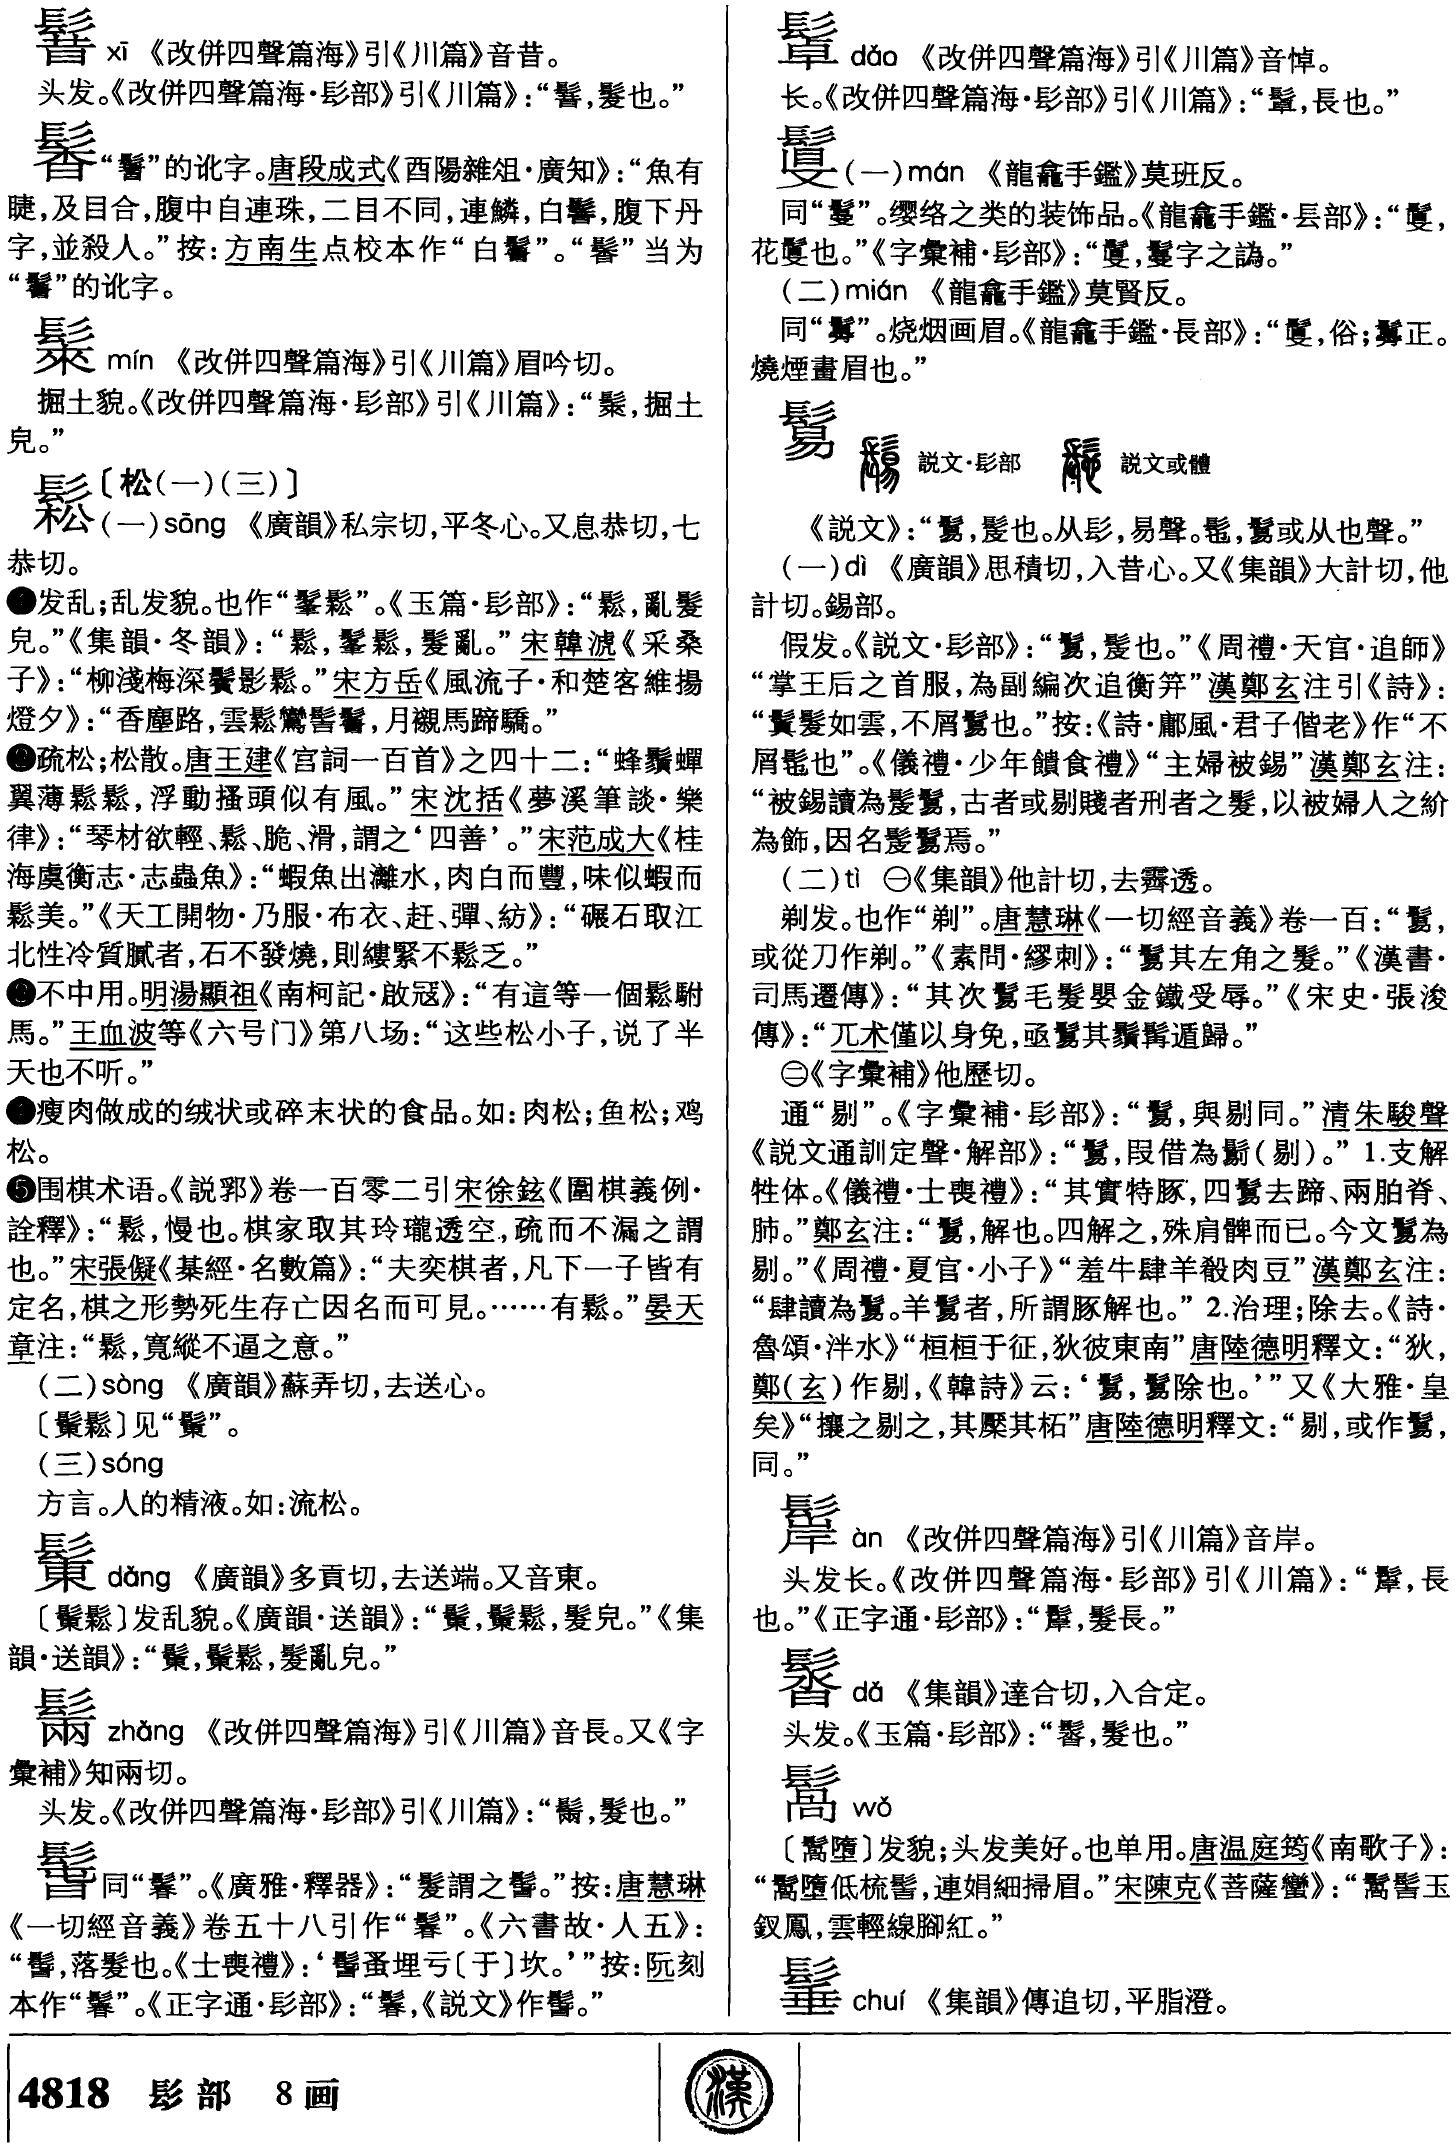 xī 《改併四聲篇海》引《川篇》音昔。
头发。《改併四聲篇海·髟部》引《川篇》：“䰻，髮也。”
“鬐”的讹字。唐段成式《酉陽雜俎·廣知》：“魚有
睫，及目合，腹中自連珠，二目不同，連鱗，白鬐，腹下丹
字，並殺人。”按：方南生点校本作“白鬐”。“”当为
“鬐”的讹字。
mín 《改併四聲篇海》引《川篇》眉吟切。
掘土貌。《改併四聲篇海·髟部》引《川篇》：“，掘土
皃。”
鬆〔松(一)(三)〕
(一)sōng 《廣韻》私宗切，平冬心。又息恭切，七
恭切。
❶发乱；乱发貌。也作“鬔鬆”。《玉篇·髟部》：“鬆，亂髮
皃。”《集韻·冬韻》：“鬆，鬔鬆，髮亂。”宋韓淲《采桑
子》：“柳淺梅深鬢影鬆。”宋方岳《風流子·和楚客維揚
燈夕》：“香塵路，雲鬆鸞髻鬌，月襯馬蹄驕。”
❷疏松；松散。唐王建《宫詞一百首》之四十二：“蜂鬚蟬
翼薄鬆鬆，浮動搔頭似有風。”宋沈括《夢溪筆談·樂
律》：“琴材欲輕、鬆、脆、滑，謂之‘四善’。”宋范成大《桂
海虞衡志·志蟲魚》：“蝦魚出灕水，肉白而豐，味似蝦而
鬆美。”《天工開物·乃服·布衣、赶、彈、紡》：“碾石取江
北性冷質膩者，石不發燒，則縷緊不鬆乏。”
❸不中用。明湯顯祖《南柯記·啟冦》：“有這等一個鬆駙
馬。”王血波等《六号门》第八场：“这些松小子，说了半
天也不听。”
❹瘦肉做成的绒状或碎末状的食品。如：肉松；鱼松；鸡
松。
❺围棋术语。《説郛》卷一百零二引宋徐鉉《圍棋義例·
詮釋》：“鬆，慢也。棋家取其玲瓏透空，疏而不漏之謂
也。”宋張儗《棊經·名數篇》：“夫奕棋者，凡下一子皆有
定名，棋之形勢死生存亡因名而可見。……有鬆。”晏天
章注：“鬆，寬縱不逼之意。”
(二)sòng 《廣韻》蘇弄切，去送心。
〔鬆〕见“”。
(三)sóng
方言。人的精液。如：流松。
dǎng 《廣韻》多貢切，去送端。又音東。
〔鬆〕发乱貌。《廣韻·送韻》：“，鬆，髮皃。”《集
韻·送韻》：“，鬆，髮亂皃。”
zhǎng 《改併四聲篇海》引《川篇》音長。又《字
彙補》知兩切。
头发。《改併四聲篇海·髟部》引《川篇》：“，髮也。”
同“鬊”。《廣雅·釋器》：“髮謂之。”按：唐慧琳
《一切經音義》卷五十八引作“鬊”。《六書故·人五》：
“，落髮也。《士喪禮》：‘蚤埋亏〔于〕坎。’”按：阮刻
本作“鬊”。《正字通·髟部》：“鬊，《説文》作。”
dǎo 《改併四聲篇海》引《川篇》音悼。
长。《改併四聲篇海·髟部》引《川篇》：“，長也。”
(一)mán 《龍龕手鑑》莫班反。
同“鬘”。缨络之类的装饰品。《龍龕手鑑·镸部》：“，
花也。”《字彙補·髟部》：“，鬘字之譌。”
(二)mián 《龍龕手鑑》莫賢反。
同“”。烧烟画眉。《龍龕手鑑·長部》：“，俗；正。
燒煙畫眉也。”
鬄 説文·髟部 説文或體
《説文》：“鬄，髲也。从髟，易聲。髢，鬄或从也聲。”
(一)dì 《廣韻》思積切，入昔心。又《集韻》大計切，他
計切。錫部。
假发。《説文·髟部》：“鬄，髲也。”《周禮·天官·追師》
“掌王后之首服，為副編次追衡笄”漢鄭玄注引《詩》：
“鬒髮如雲，不屑鬄也。”按：《詩·鄘風·君子偕老》作“不
屑髢也”。《儀禮·少年饋食禮》“主婦被錫”漢鄭玄注：
“被錫讀為髲鬄，古者或剔賤者刑者之髮，以被婦人之紒
為飾，因名髲鬄焉。”
(二)tì ㊀《集韻》他計切，去霽透。
剃发。也作“剃”。唐慧琳《一切經音義》卷一百：“鬄，
或從刀作剃。”《素問·繆刺》：“鬄其左角之髮。”《漢書·
司馬遷傳》：“其次鬄毛髮嬰金鐵受辱。”《宋史·張浚
傳》：“兀朮僅以身免，亟鬄其鬚髯遁歸。”
㊁《字彙補》他歷切。
通“剔”。《字彙補·髟部》：“鬄，與剔同。”清朱駿聲
《説文通訓定聲·解部》：“鬄，叚借為鬀(剔)。” 1.支解
牲体。《儀禮·士喪禮》：“其實特豚，四鬄去蹄、兩胉脊、
肺。”鄭玄注：“鬄，解也。四解之，殊肩髀而已。今文鬄為
剔。”《周禮·夏官·小子》“羞牛肆羊殽肉豆”漢鄭玄注：
“肆讀為鬄。羊鬄者，所謂豚解也。” 2.治理；除去。《詩·
魯頌·泮水》“桓桓于征，狄彼東南”唐陸德明釋文：“狄，
鄭(玄)作剔，《韓詩》云：‘鬄，鬄除也。’”又《大雅·皇
矣》“攘之剔之，其檿其柘”唐陸德明釋文：“剔，或作鬄，
同。”
àn 《改併四聲篇海》引《川篇》音岸。
头发长。《改併四聲篇海·髟部》引《川篇》：“，長
也。”《正字通·髟部》：“，髮長。”
dá 《集韻》達合切，入合定。
头发。《玉篇·髟部》：“，髮也。”
wǒ
〔墮〕发貌；头发美好。也单用。唐温庭筠《南歌子》：
“墮低梳髻，連娟細掃眉。”宋陳克《菩薩蠻》：“髻玉
釵鳳，雲輕線腳紅。”
chuí 《集韻》傳追切，平脂澄。
4818 髟部 8画
漢